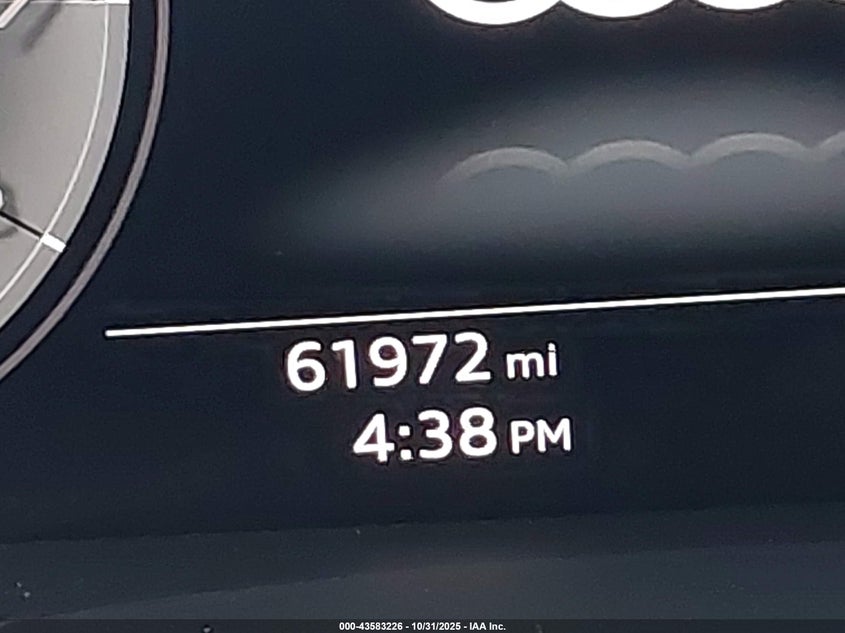 61972 mi
4:38 PM
000-43583226 - 10/31/2025 - IAA Inc.